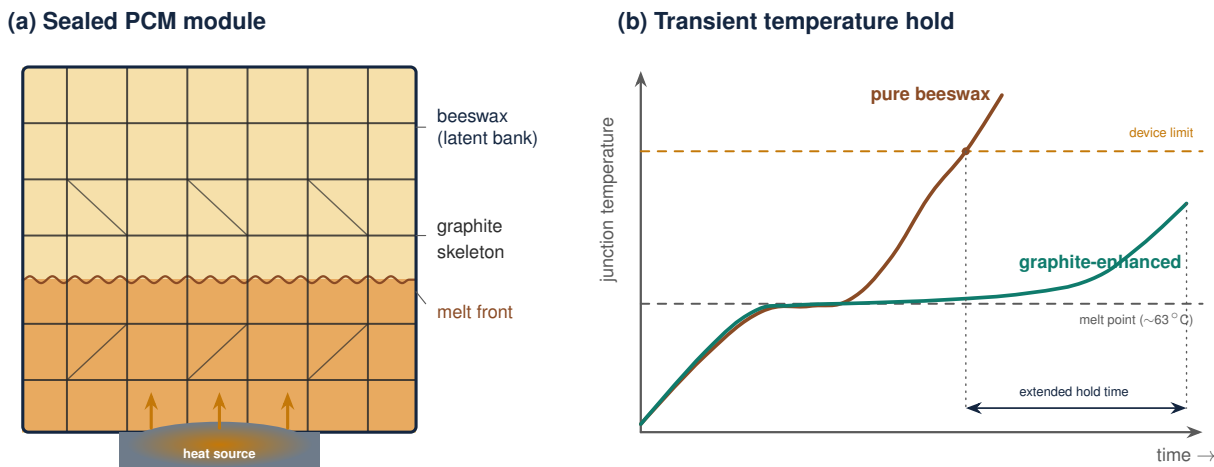 (a) Sealed PCM module
beeswax
(latent bank)
graphite
skeleton
melt front
heat source
(b) Transient temperature hold
junction temperature
pure beeswax
device limit
graphite-enhanced
melt point (∼63°C)
extended hold time
time →